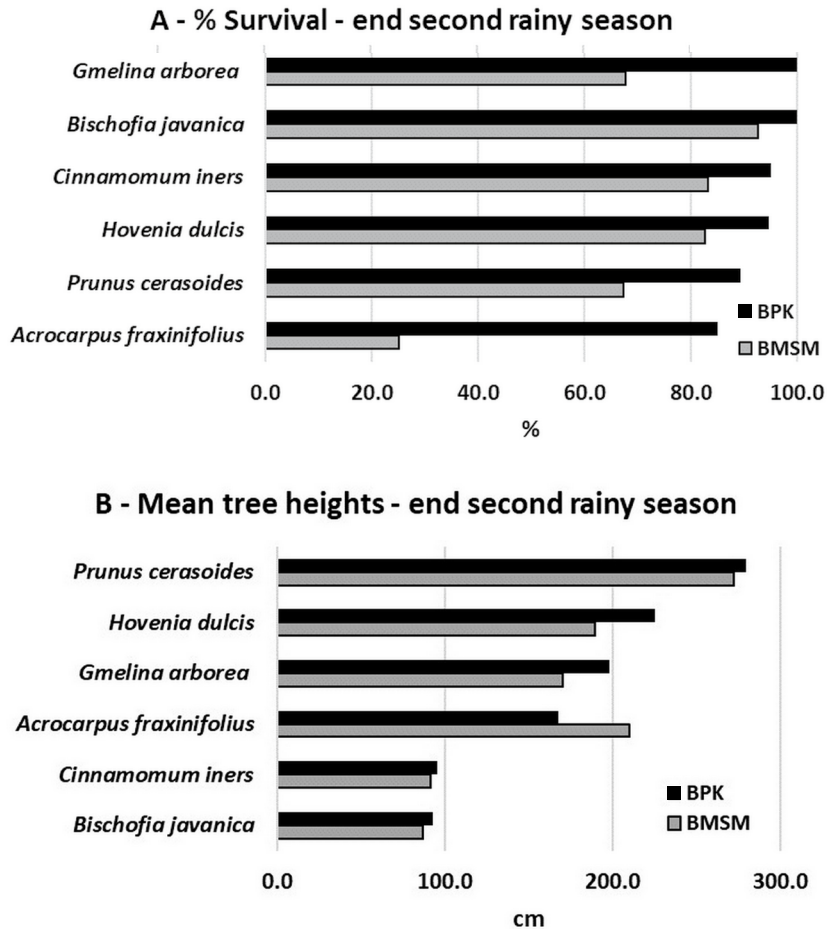 A - % Survival - end second rainy season
Gmelina arborea
Bischofia javanica
Cinnamomum iners
Hovenia dulcis
Prunus cerasoides
Acrocarpus fraxinifolius
BPK
BMSM
0.0 20.0 40.0 60.0 80.0 100.0
%
B - Mean tree heights - end second rainy season
Prunus cerasoides
Hovenia dulcis
Gmelina arborea
Acrocarpus fraxinifolius
Cinnamomum iners
Bischofia javanica
BPK
BMSM
0.0 100.0 200.0 300.0
cm